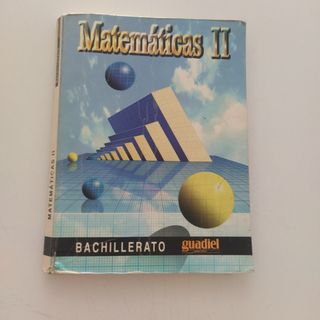 Matemáticas II
MATEMÁTICAS II
BACHILLERATO
guadiel